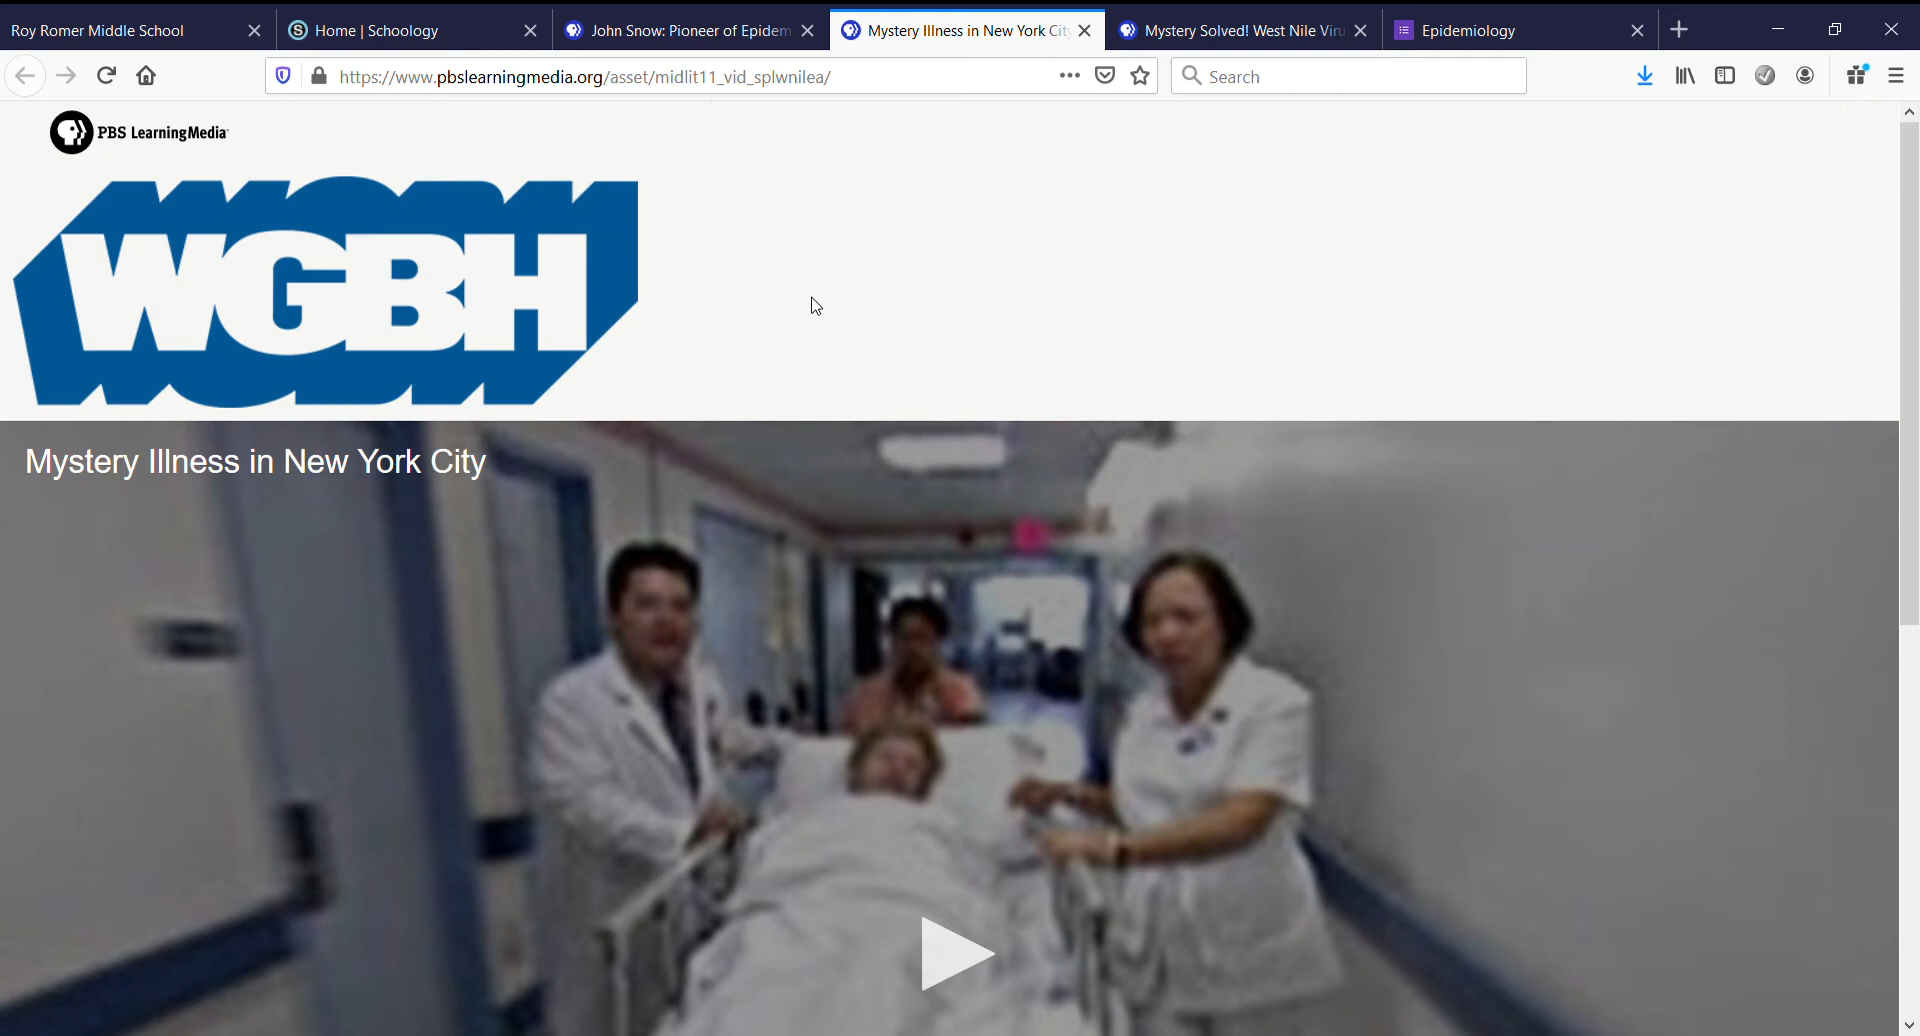 Roy Romer Middle School
Home | Schoology
John Snow: Pioneer of Epidem
Mystery Illness in New York Cit
Mystery Solved! West Nile Viru
Epidemiology
https://www.pbslearningmedia.org/asset/midlit11_vid_splwnilea/
Search
PBS LearningMedia
WGBH
Mystery Illness in New York City